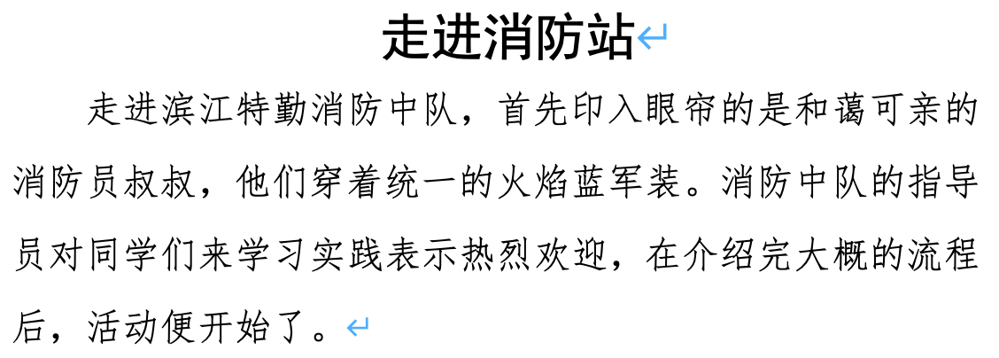 走进消防站
走进滨江特勤消防中队，首先印入眼帘的是和蔼可亲的
消防员叔叔，他们穿着统一的火焰蓝军装。消防中队的指导
员对同学们来学习实践表示热烈欢迎，在介绍完大概的流程
后，活动便开始了。